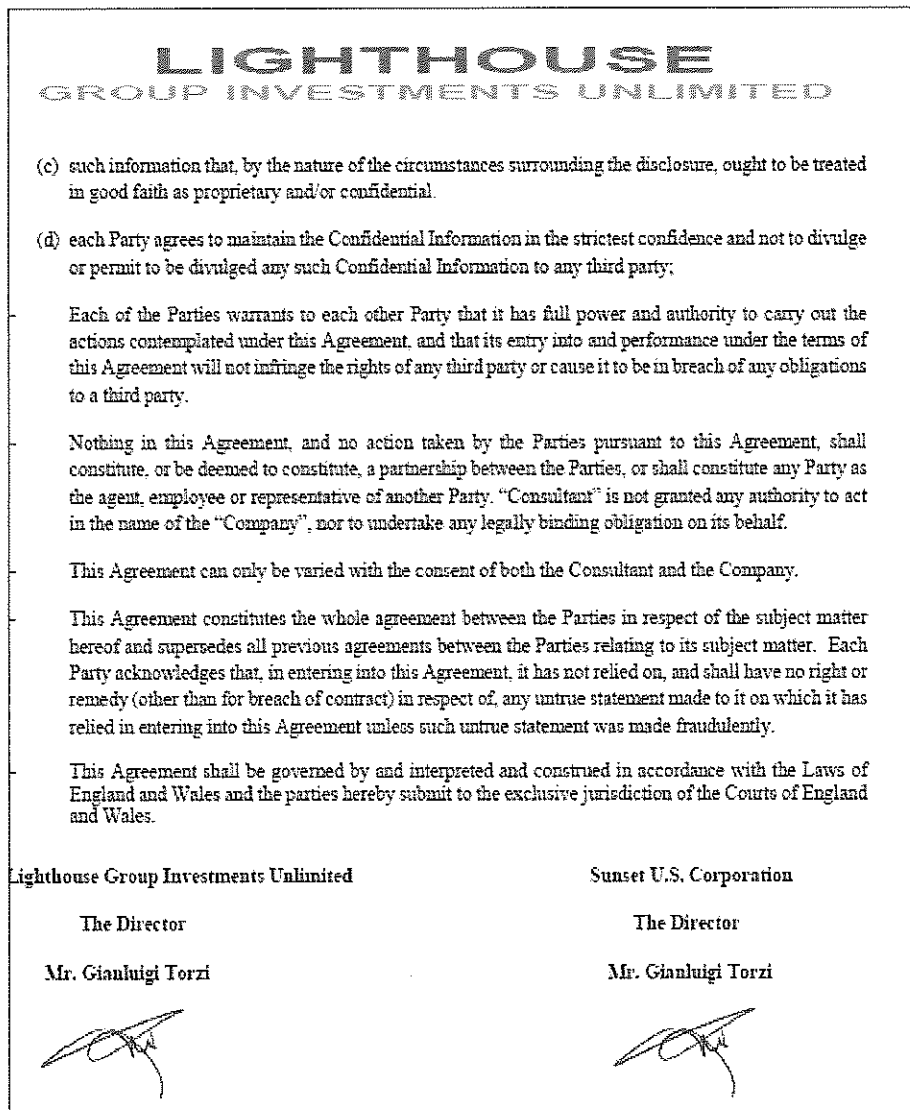 LIGHTHOUSE
GROUP INVESTMENTS UNLIMITED
(c) such information that, by the nature of the circumstances surrounding the disclosure, ought to be treated
in good faith as proprietary and/or confidential.
(d) each Party agrees to maintain the Confidential Information in the strictest confidence and not to divulge
or permit to be divulged any such Confidential Information to any third party;
- Each of the Parties warrants to each other Party that it has full power and authority to carry out the
actions contemplated under this Agreement, and that its entry into and performance under the terms of
this Agreement will not infringe the rights of any third party or cause it to be in breach of any obligations
to a third party.
- Nothing in this Agreement, and no action taken by the Parties pursuant to this Agreement, shall
constitute, or be deemed to constitute, a partnership between the Parties, or shall constitute any Party as
the agent, employee or representative of another Party. “Consultant” is not granted any authority to act
in the name of the “Company”, nor to undertake any legally binding obligation on its behalf.
- This Agreement can only be varied with the consent of both the Consultant and the Company.
- This Agreement constitutes the whole agreement between the Parties in respect of the subject matter
hereof and supersedes all previous agreements between the Parties relating to its subject matter. Each
Party acknowledges that, in entering into this Agreement, it has not relied on, and shall have no right or
remedy (other than for breach of contract) in respect of, any untrue statement made to it on which it has
relied in entering into this Agreement unless such untrue statement was made fraudulently.
- This Agreement shall be governed by and interpreted and construed in accordance with the Laws of
England and Wales and the parties hereby submit to the exclusive jurisdiction of the Courts of England
and Wales.
Lighthouse Group Investments Unlimited Sunset U.S. Corporation
The Director The Director
Mr. Gianluigi Torzi Mr. Gianluigi Torzi